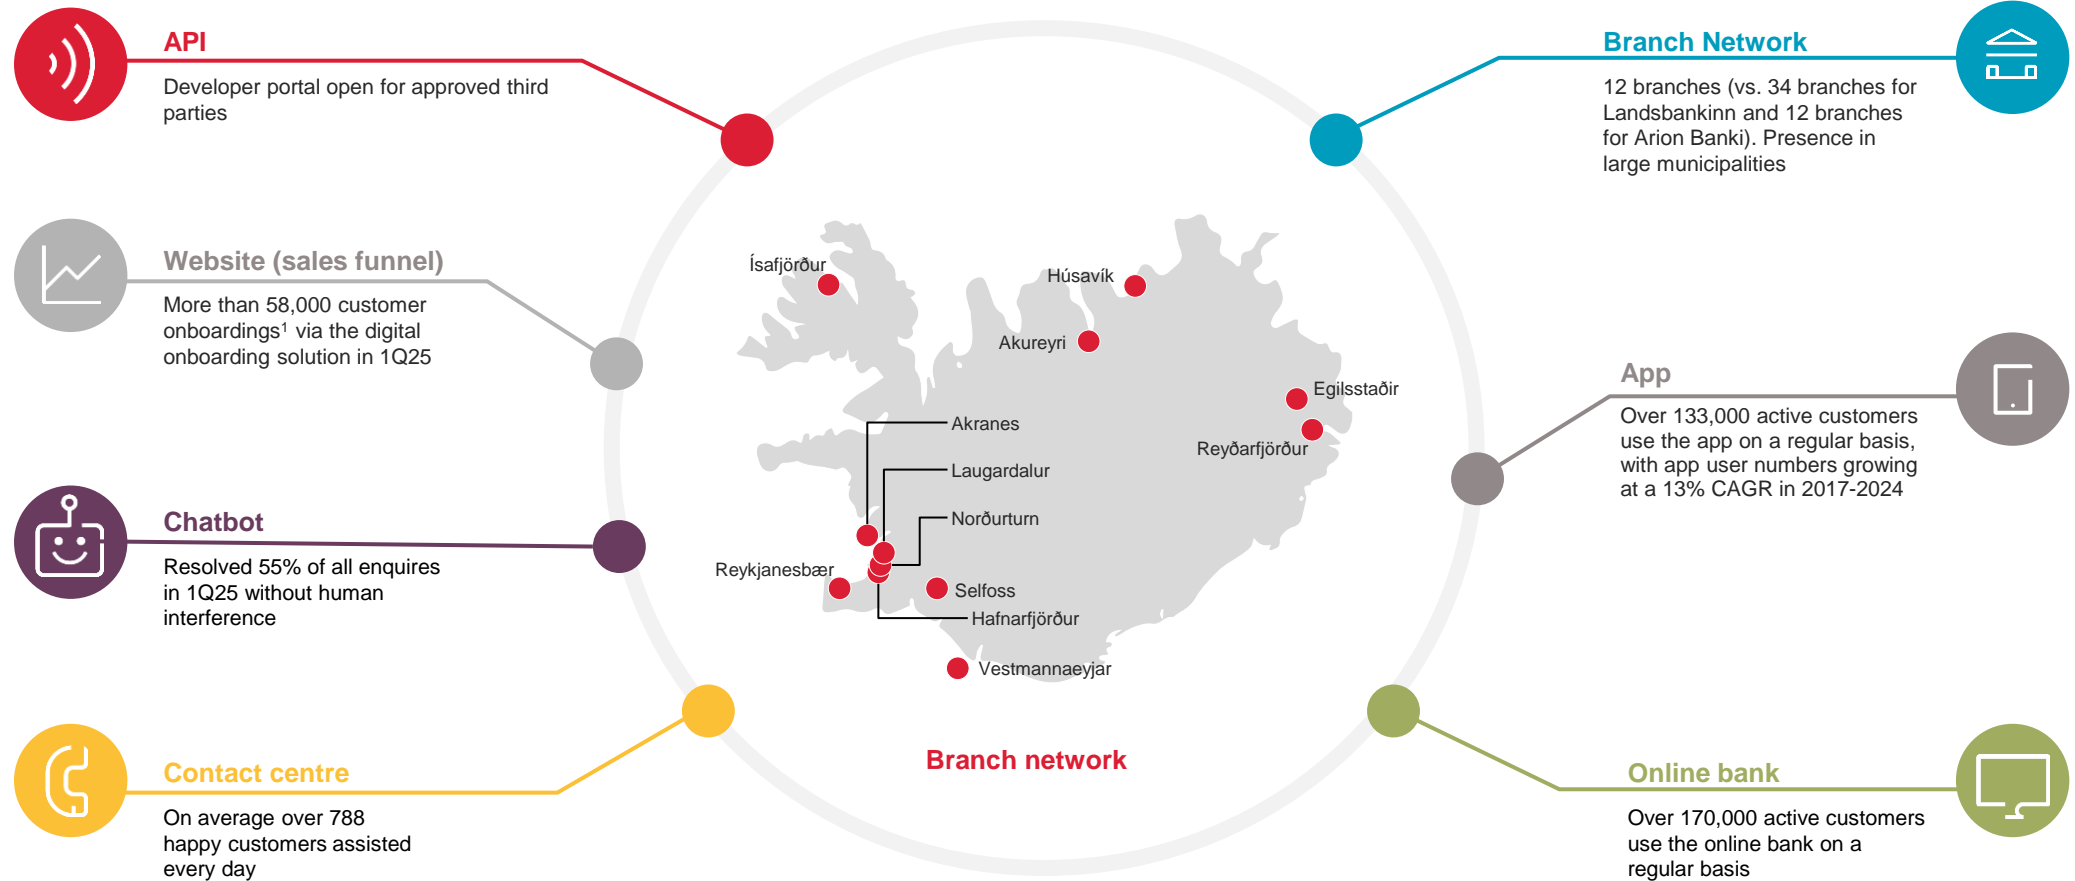 API
Developer portal open for approved third
parties
Website (sales funnel)
More than 58,000 customer
onboardings¹ via the digital
onboarding solution in 1Q25
Chatbot
Resolved 55% of all enquires
in 1Q25 without human
interference
Contact centre
On average over 788
happy customers assisted
every day
Ísafjörður
Húsavík
Akureyri
Egilsstaðir
Akranes
Reyðarfjörður
Laugardalur
Norðurturn
Reykjanesbær
Selfoss
Hafnarfjörður
Vestmannaeyjar
Branch network
Branch Network
12 branches (vs. 34 branches for
Landsbankinn and 12 branches
for Arion Banki). Presence in
large municipalities
App
Over 133,000 active customers
use the app on a regular basis,
with app user numbers growing
at a 13% CAGR in 2017-2024
Online bank
Over 170,000 active customers
use the online bank on a
regular basis